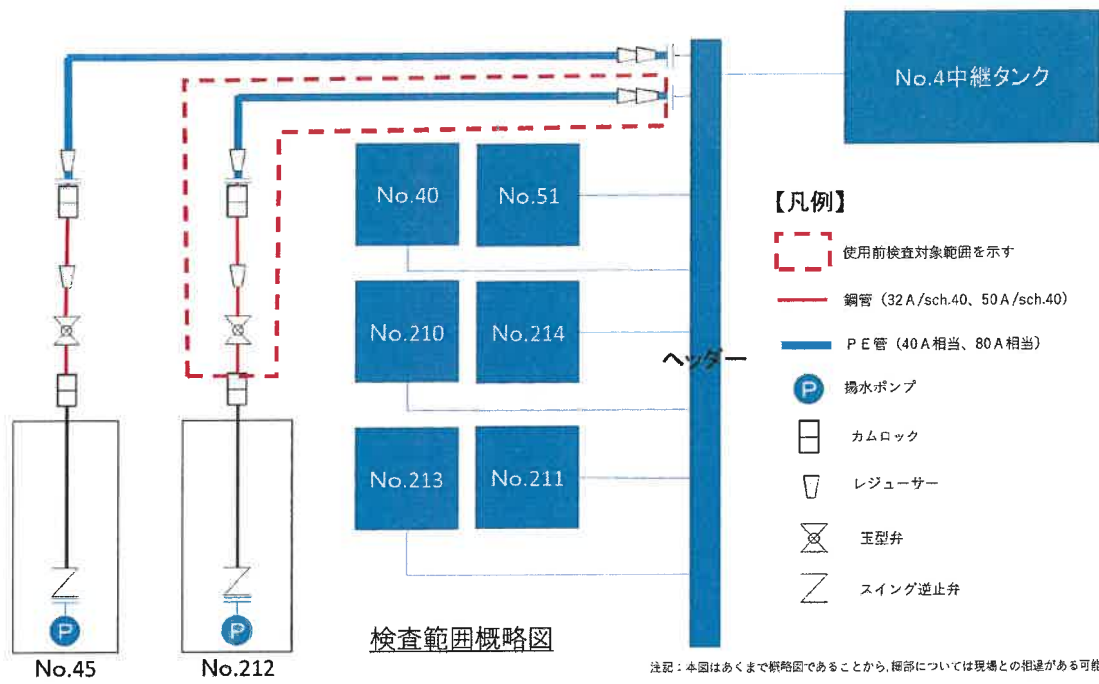 No.4中継タンク
No.40
No.51
No.210
No.214
ヘッダー
No.213
No.211
No.45
No.212
検査範囲概略図
【凡例】
使用前検査対象範囲を示す
鋼管（32A/sch.40、50A/sch.40）
PE管（40A相当、80A相当）
P
揚水ポンプ
カムロック
レジューサー
玉型弁
スイング逆止弁
P
P
注記：本図はあくまで概略図であることから，細部については現場との相違がある可能